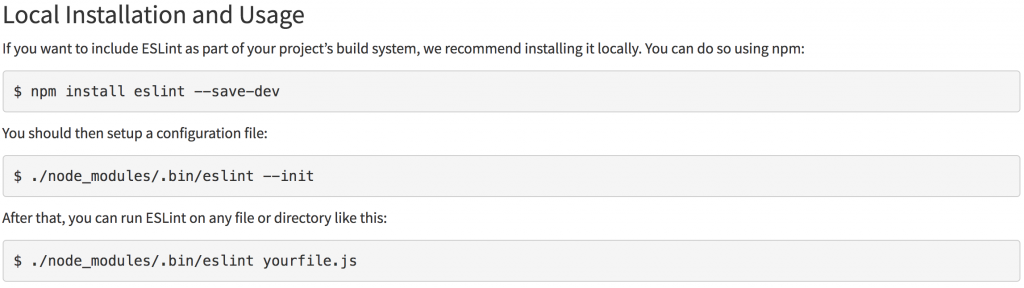 Local Installation and Usage
If you want to include ESLint as part of your project’s build system, we recommend installing it locally. You can do so using npm:
$ npm install eslint --save-dev
You should then setup a configuration file:
$ ./node_modules/.bin/eslint --init
After that, you can run ESLint on any file or directory like this:
$ ./node_modules/.bin/eslint yourfile.js